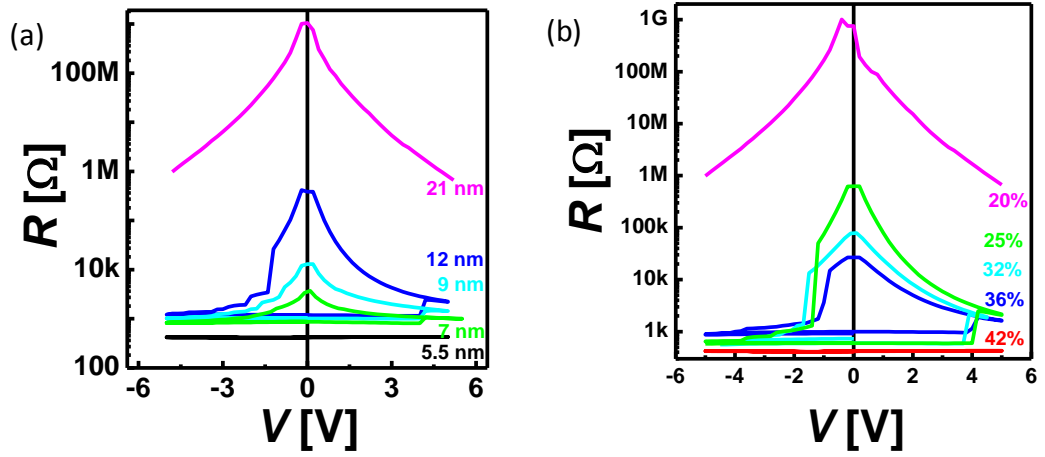 (a)
R [Ω]
100M
1M
10k
100
21 nm
12 nm
9 nm
7 nm
5.5 nm
-6 -3 0 3 6
V [V]
(b)
1G
100M
10M
1M
100k
10k
1k
20%
25%
32%
36%
42%
-6 -4 -2 0 2 4 6
R [Ω]
V [V]